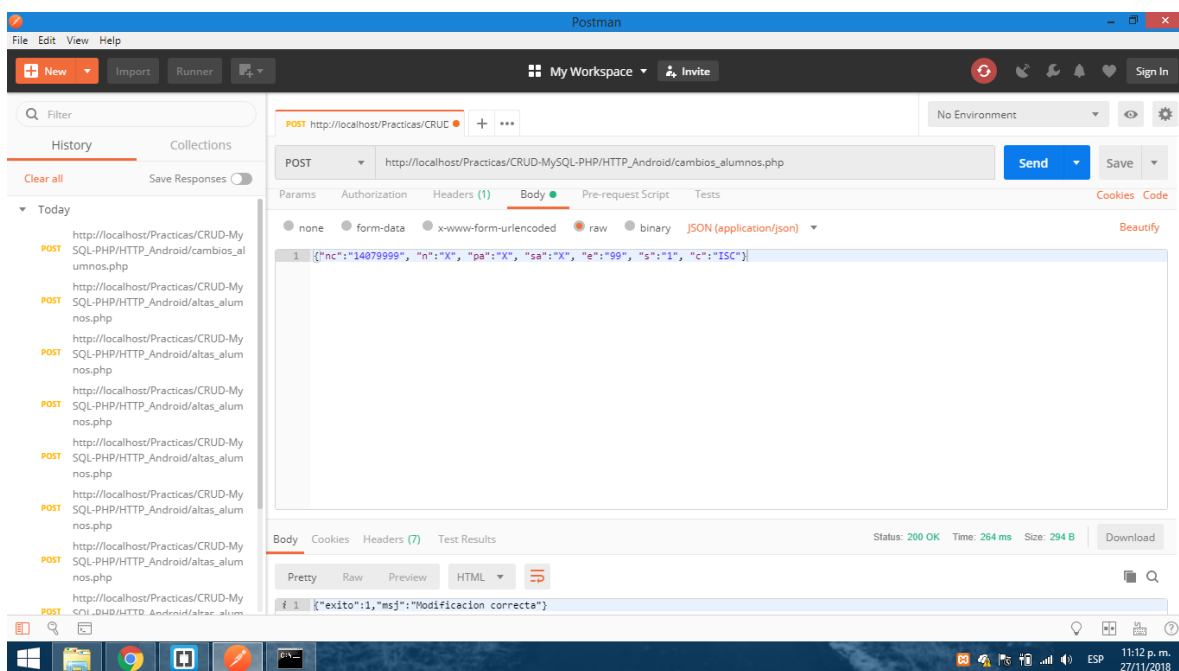 Postman
File Edit View Help
New
Import
Runner
My Workspace
Invite
Sign In
Filter
History
Collections
Clear all
Save Responses
Today
POST http://localhost/Practicas/CRUD-My
SQL-PHP/HTTP_Android/cambios_al
umnos.php
POST http://localhost/Practicas/CRUD-My
SQL-PHP/HTTP_Android/altas_alum
nos.php
POST http://localhost/Practicas/CRUD-My
SQL-PHP/HTTP_Android/altas_alum
nos.php
POST http://localhost/Practicas/CRUD-My
SQL-PHP/HTTP_Android/altas_alum
nos.php
POST http://localhost/Practicas/CRUD-My
SQL-PHP/HTTP_Android/altas_alum
nos.php
POST http://localhost/Practicas/CRUD-My
SQL-PHP/HTTP_Android/altas_alum
nos.php
POST http://localhost/Practicas/CRUD-My
SQL-PHP/HTTP_Android/altas_alum
nos.php
POST http://localhost/Practicas/CRUD-My
SQL-PHP/HTTP_Android/altas_alum
POST http://localhost/Practicas/CRUD
No Environment
POST http://localhost/Practicas/CRUD-MySQL-PHP/HTTP_Android/cambios_alumnos.php
Send
Save
Params Authorization Headers (1) Body Pre-request Script Tests
Cookies Code
none form-data x-www-form-urlencoded raw binary JSON (application/json)
Beautify
1 {"nc":"14079999", "n":"X", "pa":"X", "sa":"X", "e":"99", "s":"1", "c":"ISC"}
Body Cookies Headers (7) Test Results
Status: 200 OK Time: 264 ms Size: 294 B
Download
Pretty Raw Preview HTML
i 1 {"exito":1,"msj":"Modificacion correcta"}
ESP
11:12 p. m.
27/11/2018